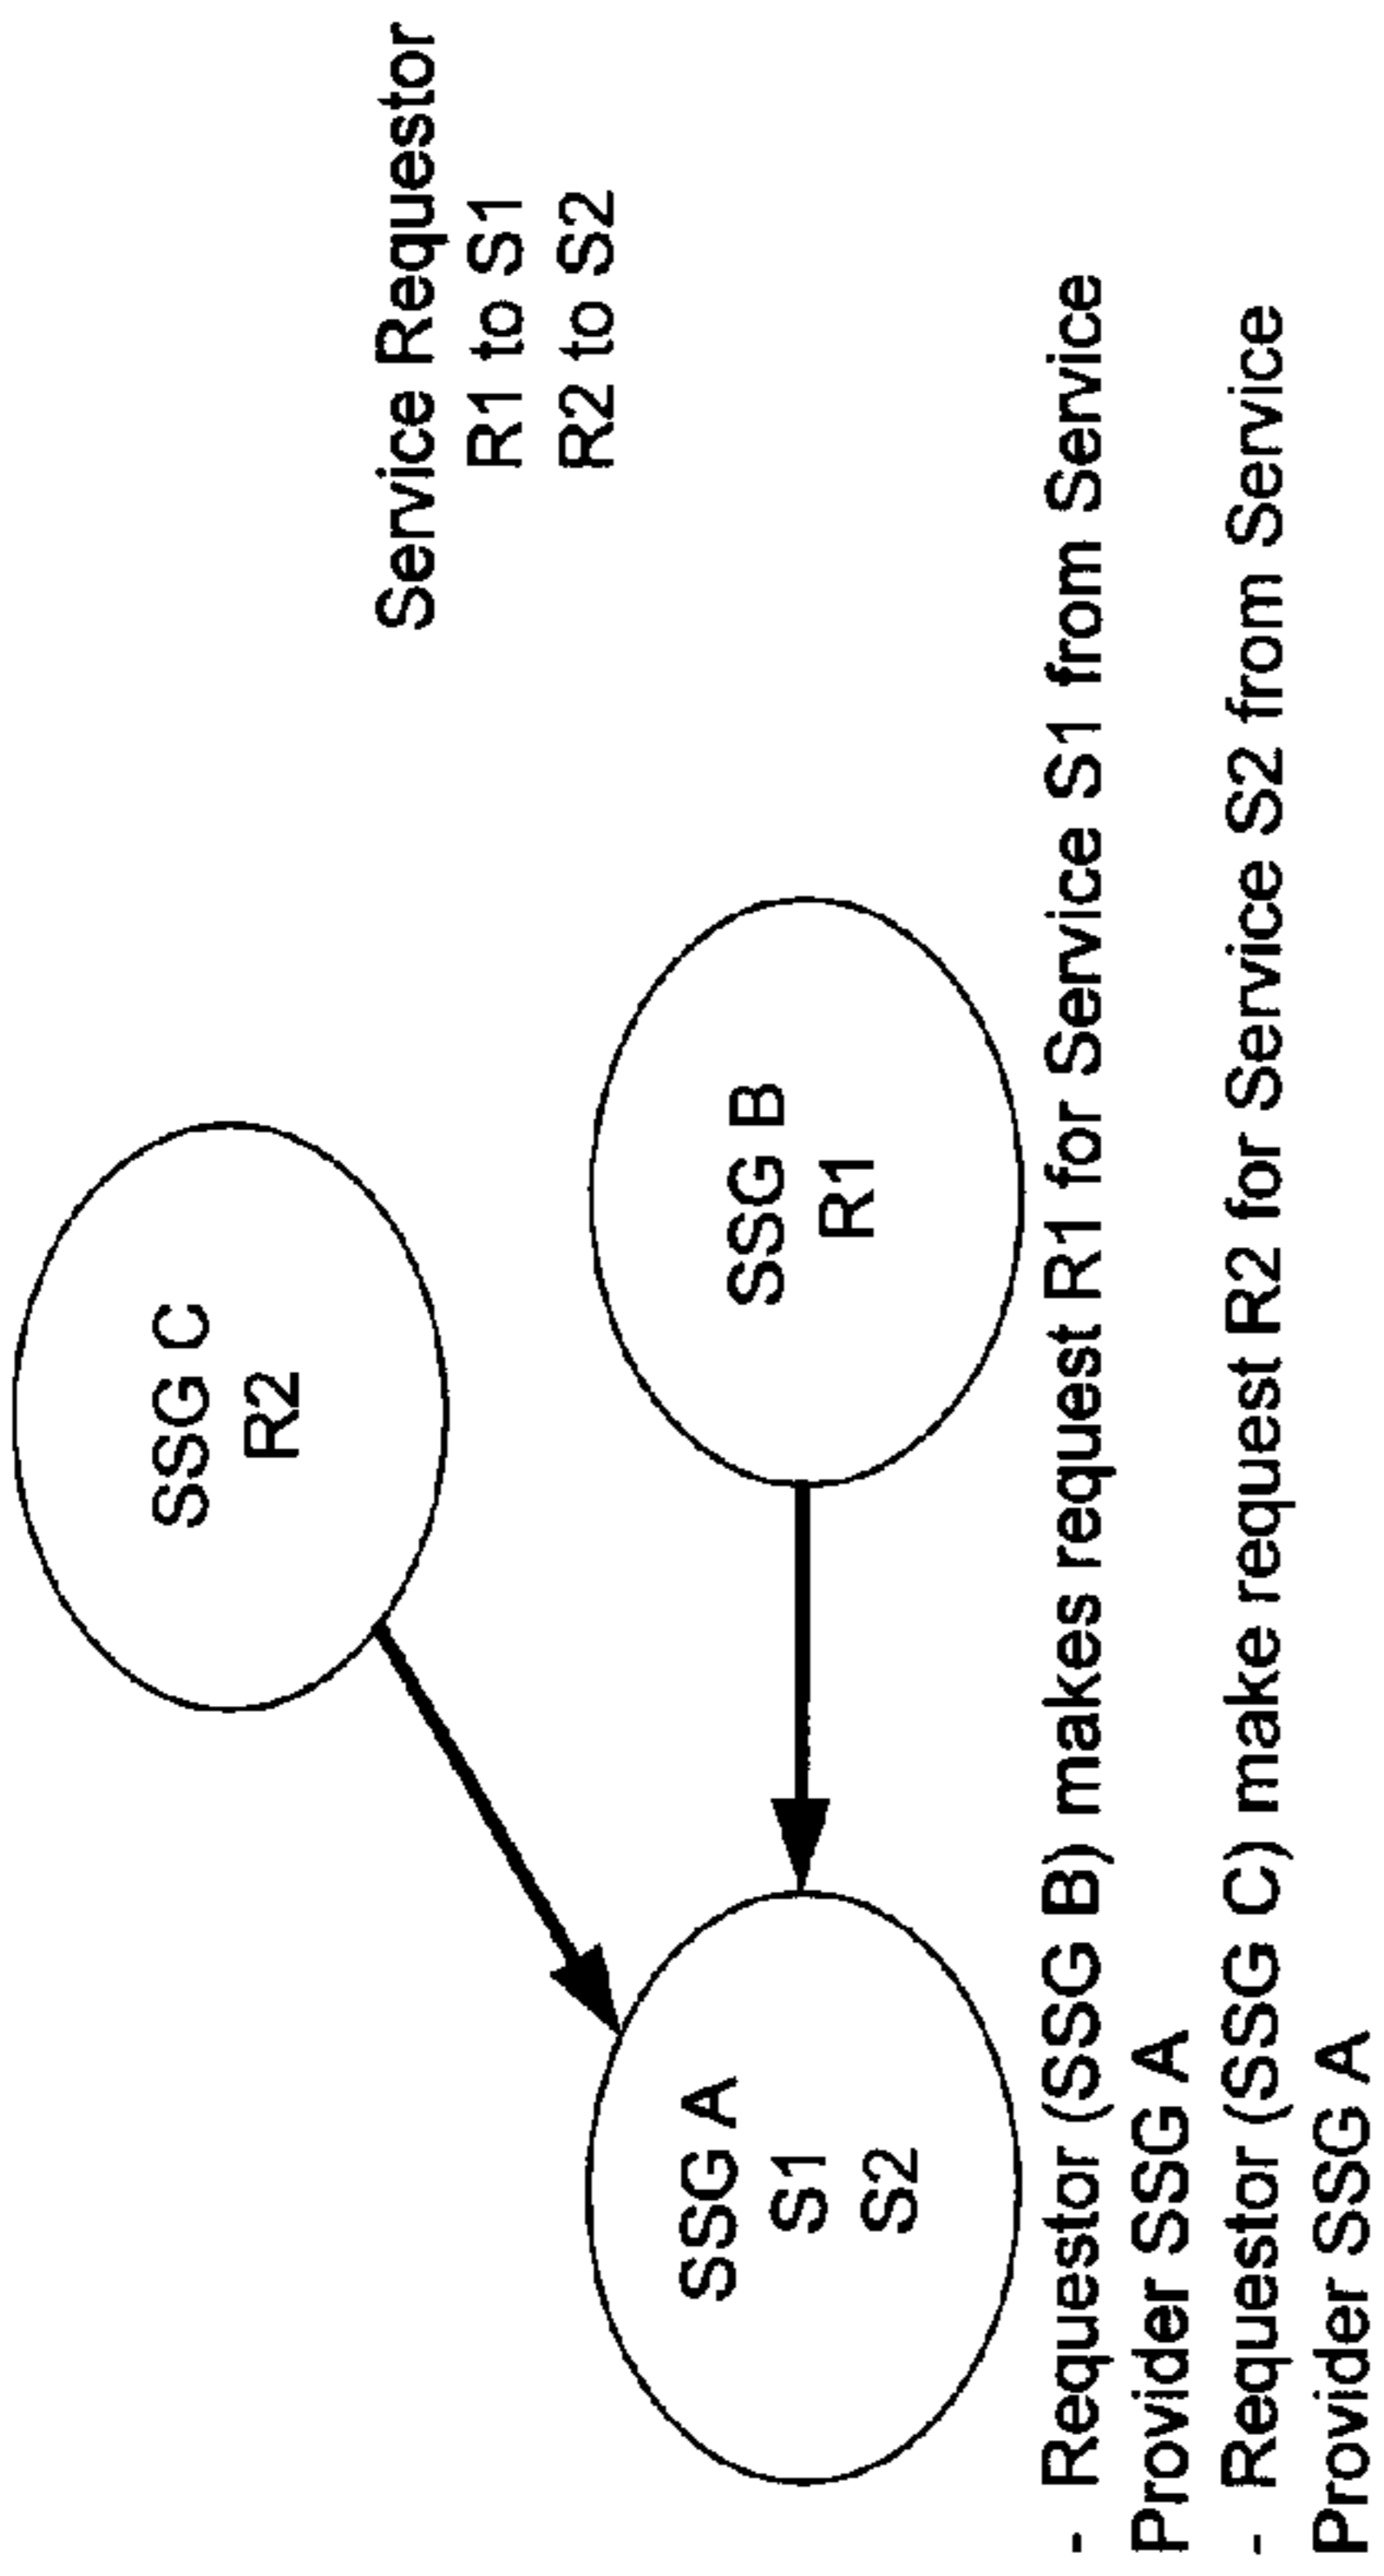 SSG C
R2
Service Requestor
R1 to S1
R2 to S2
SSG A
S1
S2
SSG B
R1
- Requestor (SSG B) makes request R1 for Service S1 from Service
Provider SSG A
- Requestor (SSG C) make request R2 for Service S2 from Service
Provider SSG A